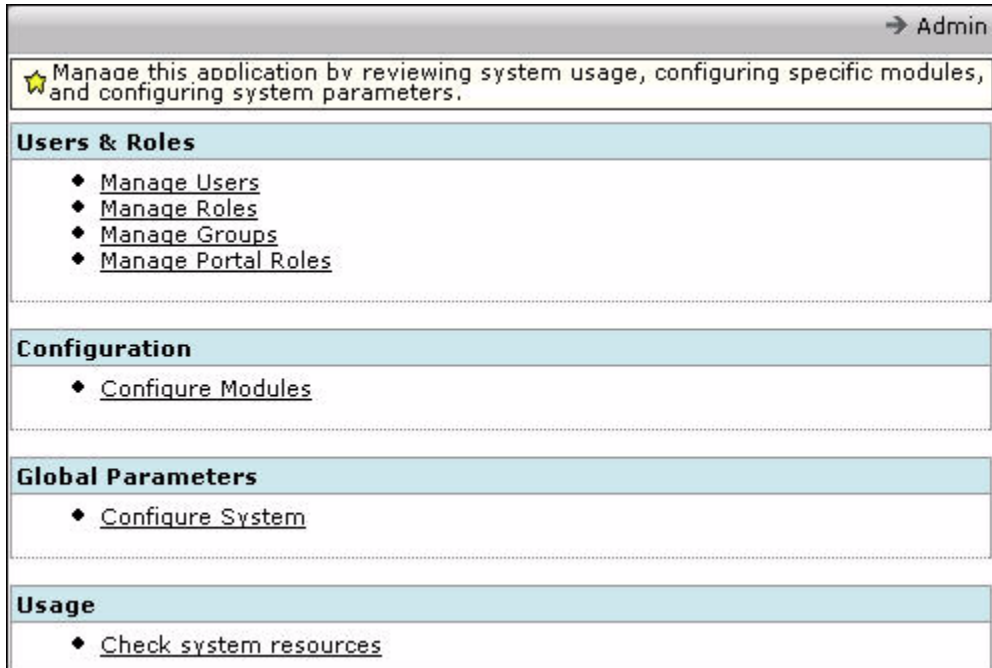 Admin
Manage this application by reviewing system usage, configuring specific modules,
and configuring system parameters.
Users & Roles
Manage Users
Manage Roles
Manage Groups
Manage Portal Roles
Configuration
Configure Modules
Global Parameters
Configure System
Usage
Check system resources